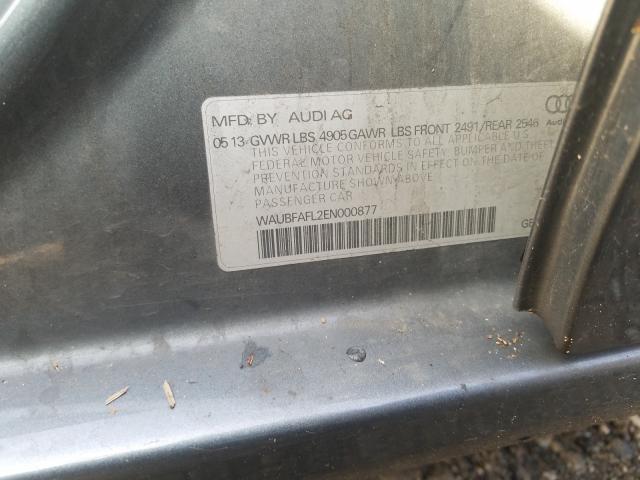 MFD. BY AUDI AG
05 13 GVWR LBS 4905 GAWR LBS FRONT 2491/REAR 2546
THIS VEHICLE CONFORMS TO ALL APPLICABLE U.S.
FEDERAL MOTOR VEHICLE SAFETY, BUMPER AND THEFT
PREVENTION STANDARDS IN EFFECT ON THE DATE OF
MANUFACTURE SHOWN ABOVE
PASSENGER CAR
WAUBFAFL2EN000877
Audi